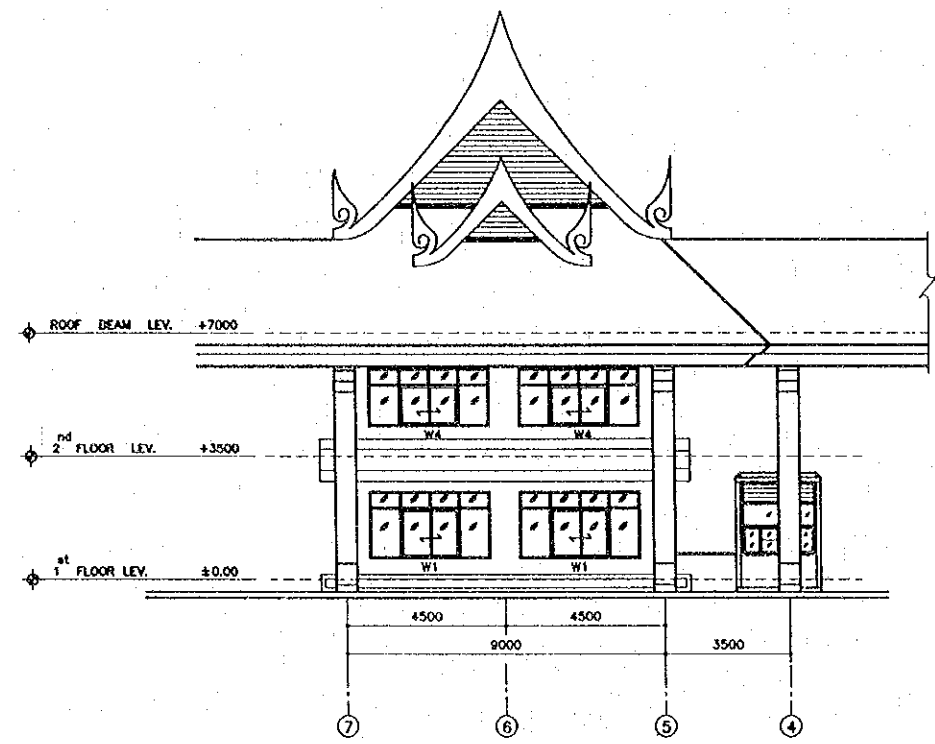 ROOF BEAM LEV. +7000
W4 W4
2nd FLOOR LEV. +3500
W1 W1
1st FLOOR LEV. ±0.00
4500 4500
9000 3500
7 6 5 4